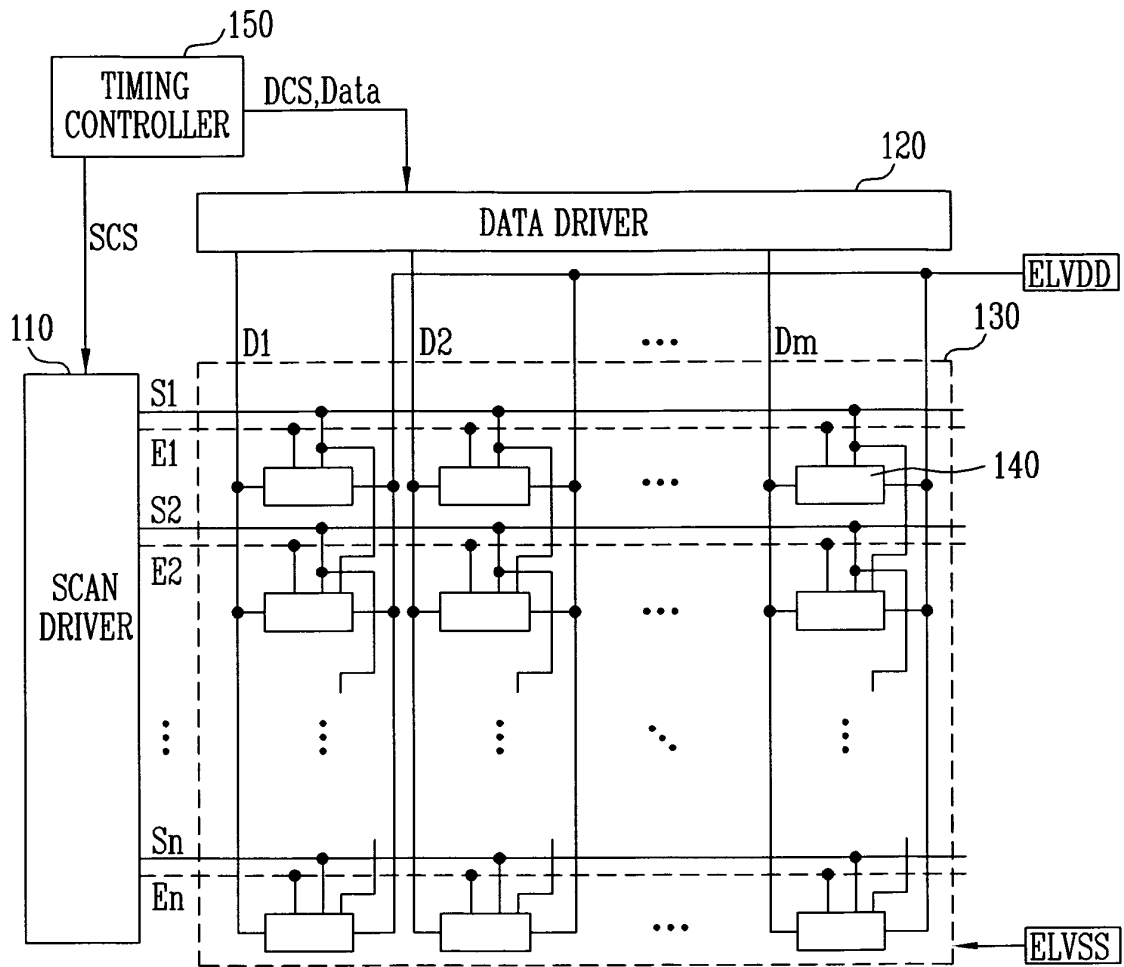 150
TIMING
CONTROLLER
DCS,Data
120
DATA DRIVER
SCS
ELVDD
110
D1 D2 ... Dm
130
S1
E1
140
S2
E2
SCAN
DRIVER
Sn
En
ELVSS